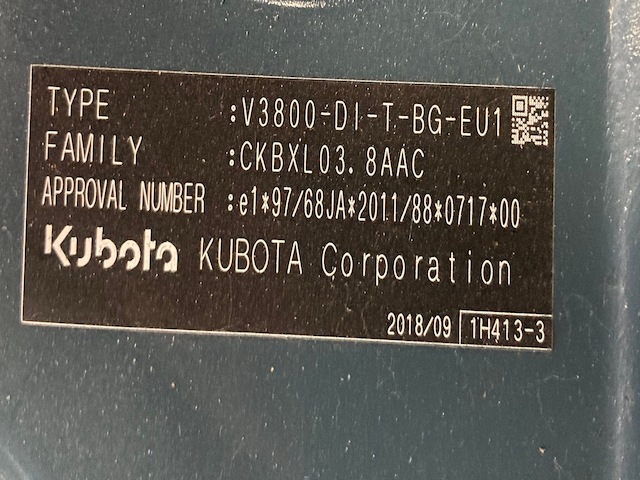 TYPE :V3800-DI-T-BG-EU1
FAMILY :CKBXL03.8AAC
APPROVAL NUMBER :e1*97/68JA*2011/88*0717*00
Kubota KUBOTA Corporation
2018/09 1H413-3